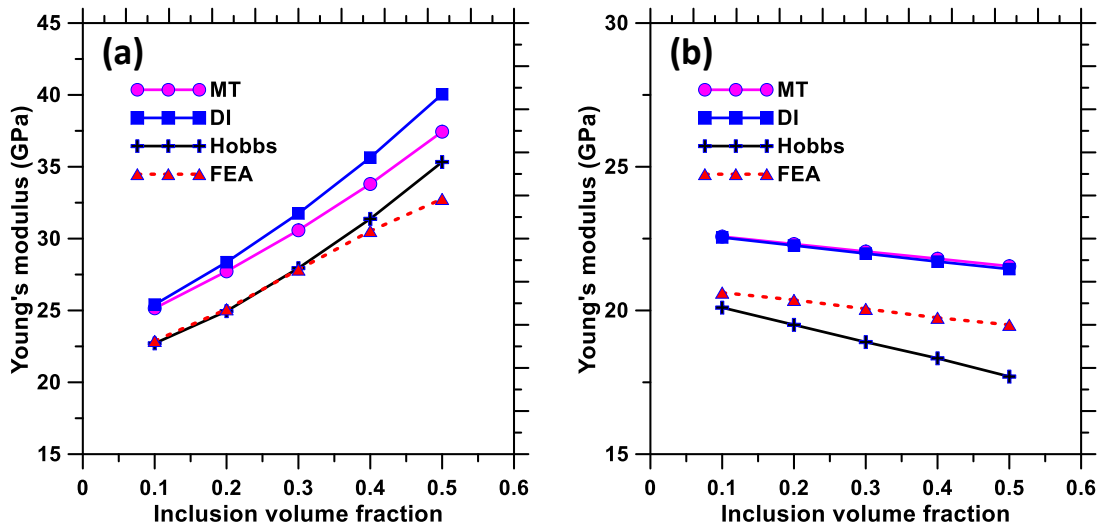 (a)
MT
DI
Hobbs
FEA
Young's modulus (GPa)
45
40
35
30
25
20
15
0 0.1 0.2 0.3 0.4 0.5 0.6
Inclusion volume fraction
(b)
MT
DI
Hobbs
FEA
Young's modulus (GPa)
30
25
20
15
0 0.1 0.2 0.3 0.4 0.5 0.6
Inclusion volume fraction